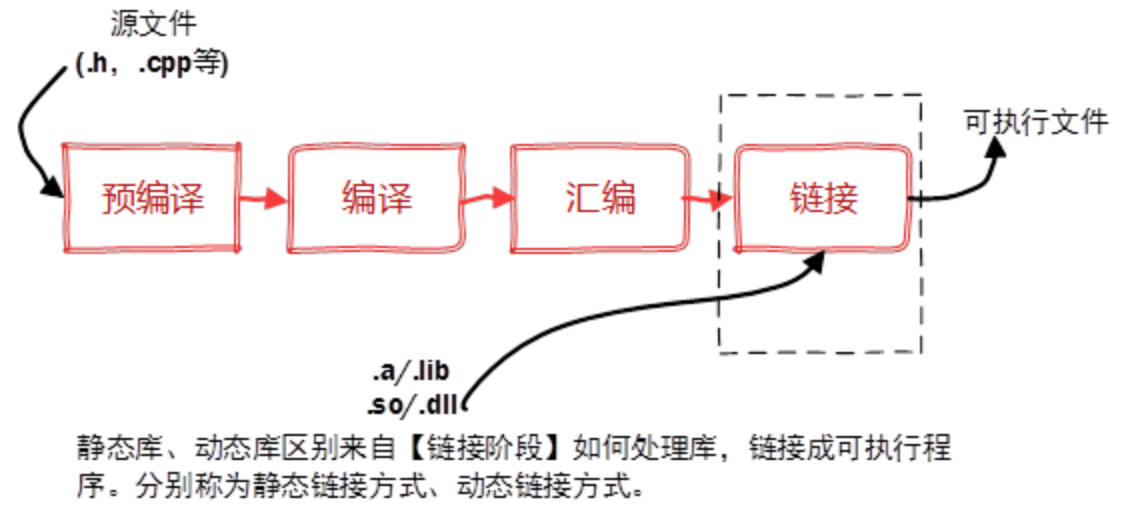 源文件
(.h，.cpp等)
可执行文件
预编译
编译
汇编
链接
.a/.lib
.so/.dll
静态库、动态库区别来自【链接阶段】如何处理库，链接成可执行程
序。分别称为静态链接方式、动态链接方式。